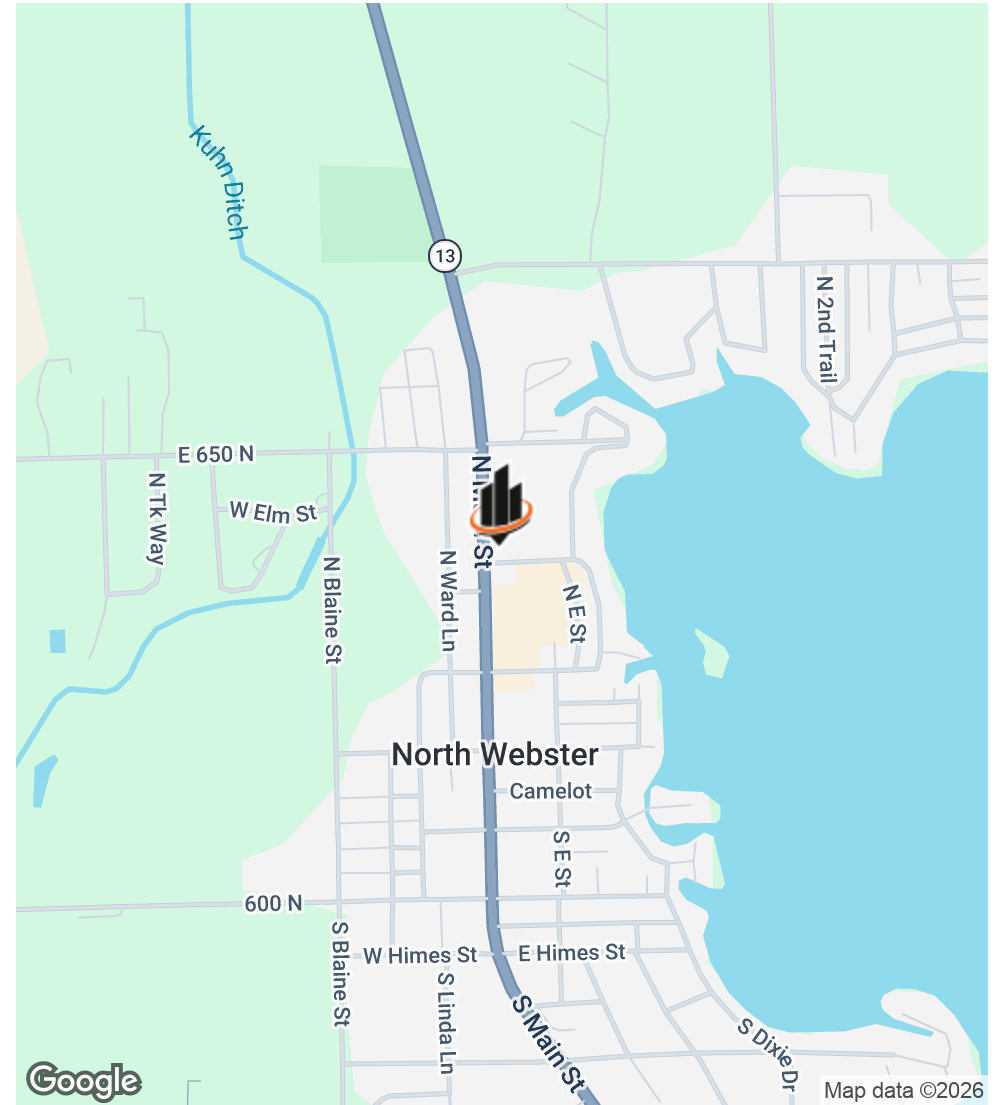 Kuhn Ditch
13
N 2nd Trail
E 650 N
N Tk Way
W Elm St
N Blaine St
N Ward Ln
St
N E St
North Webster
Camelot
S E St
600 N
S Blaine St
W Himes St
E Himes St
S Linda Ln
S Main St
S Dixie Dr
Google
Map data ©2026